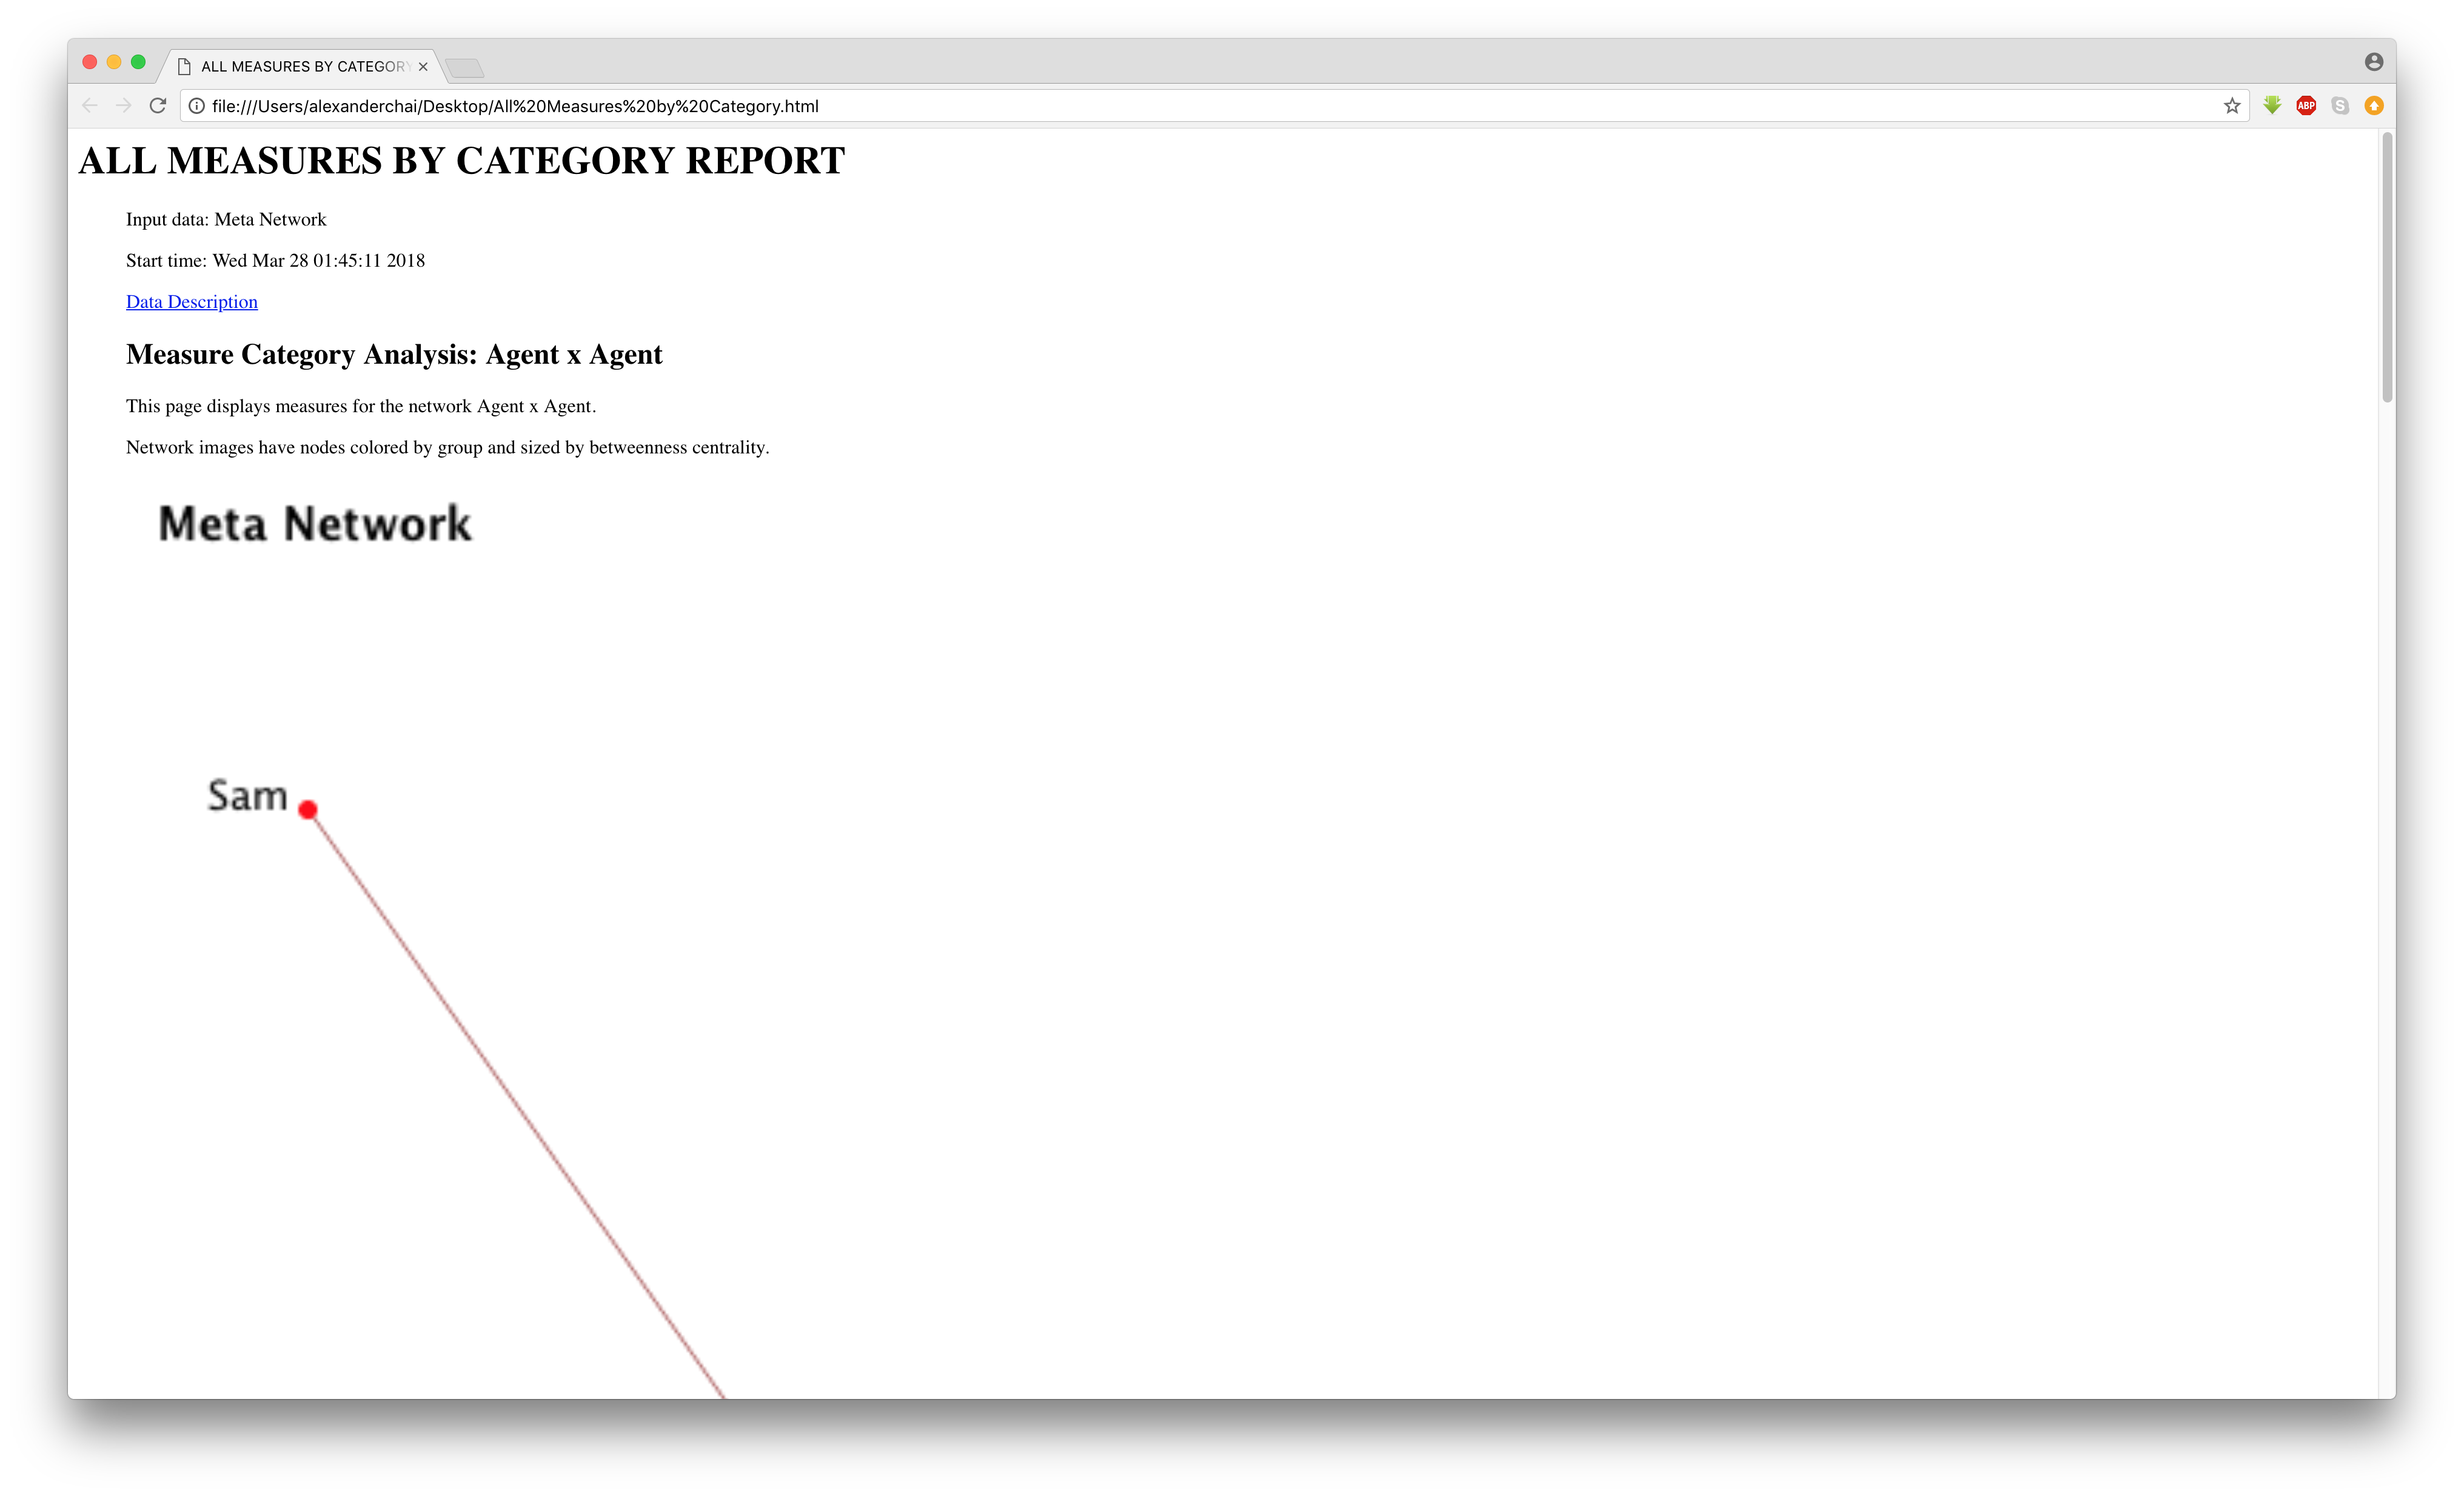 ALL MEASURES BY CATEGORY
file:///Users/alexanderchai/Desktop/All%20Measures%20by%20Category.html
ABP
S
ALL MEASURES BY CATEGORY REPORT
Input data: Meta Network
Start time: Wed Mar 28 01:45:11 2018
Data Description
Measure Category Analysis: Agent x Agent
This page displays measures for the network Agent x Agent.
Network images have nodes colored by group and sized by betweenness centrality.
Meta Network
Sam